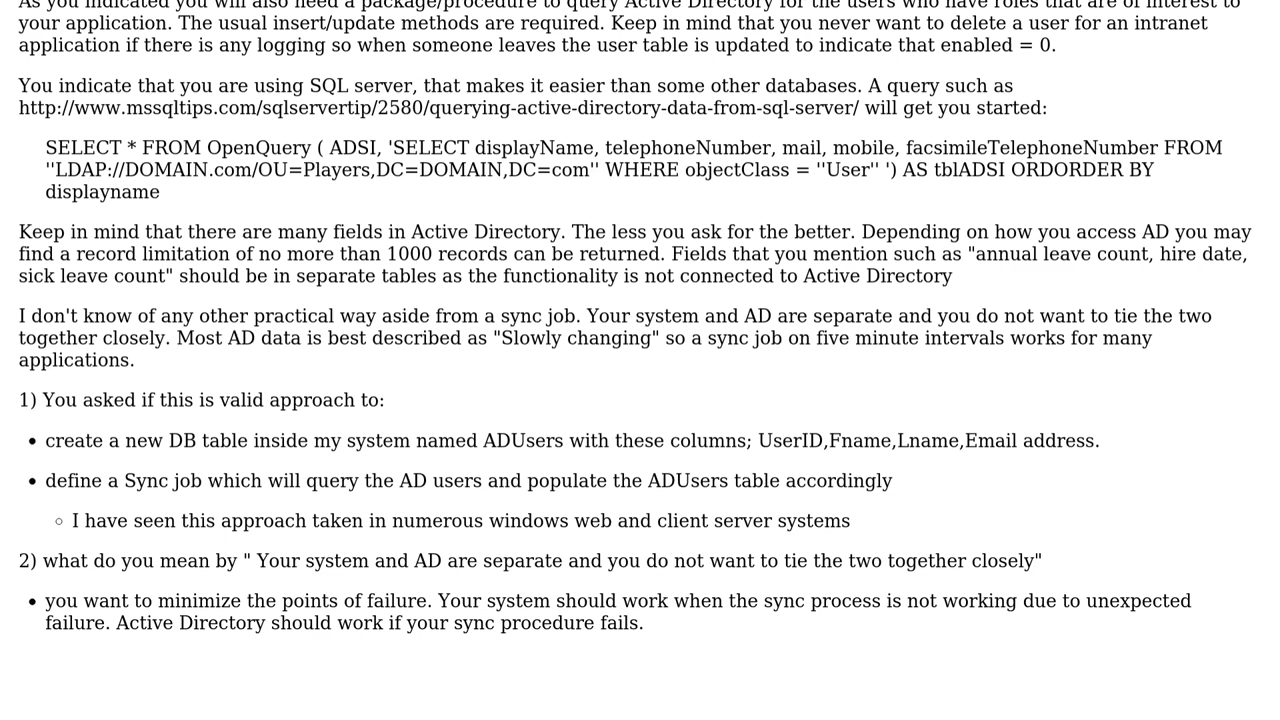 As you indicated you will also need a package/procedure to query Active Directory for the users who have roles that are of interest to
your application. The usual insert/update methods are required. Keep in mind that you never want to delete a user for an intranet
application if there is any logging so when someone leaves the user table is updated to indicate that enabled = 0.
You indicate that you are using SQL server, that makes it easier than some other databases. A query such as
http://www.mssqltips.com/sqlservertip/2580/querying-active-directory-data-from-sql-server/ will get you started:
SELECT * FROM OpenQuery ( ADSI, 'SELECT displayName, telephoneNumber, mail, mobile, facsimileTelephoneNumber FROM
''LDAP://DOMAIN.com/OU=Players,DC=DOMAIN,DC=com'' WHERE objectClass = ''User'' ') AS tblADSI ORDORDER BY
displayname
Keep in mind that there are many fields in Active Directory. The less you ask for the better. Depending on how you access AD you may
find a record limitation of no more than 1000 records can be returned. Fields that you mention such as "annual leave count, hire date,
sick leave count" should be in separate tables as the functionality is not connected to Active Directory
I don't know of any other practical way aside from a sync job. Your system and AD are separate and you do not want to tie the two
together closely. Most AD data is best described as "Slowly changing" so a sync job on five minute intervals works for many
applications.
1) You asked if this is valid approach to:
• create a new DB table inside my system named ADUsers with these columns; UserID,Fname,Lname,Email address.
• define a Sync job which will query the AD users and populate the ADUsers table accordingly
◦ I have seen this approach taken in numerous windows web and client server systems
2) what do you mean by " Your system and AD are separate and you do not want to tie the two together closely"
• you want to minimize the points of failure. Your system should work when the sync process is not working due to unexpected
failure. Active Directory should work if your sync procedure fails.